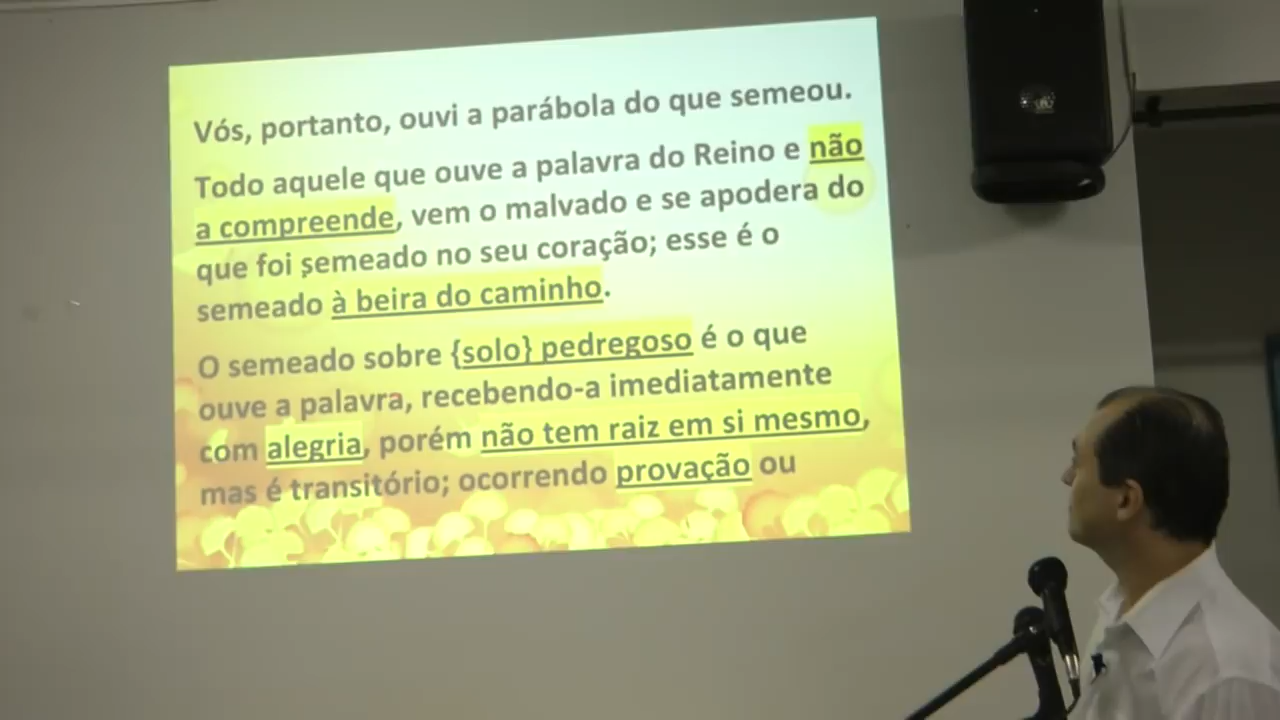 Vós, portanto, ouvi a parábola do que semeou.
Todo aquele que ouve a palavra do Reino e não
a compreende, vem o malvado e se apodera do
que foi semeado no seu coração; esse é o
semeado à beira do caminho.
O semeado sobre {solo} pedregoso é o que
ouve a palavra, recebendo-a imediatamente
com alegria, porém não tem raiz em si mesmo,
mas é transitório; ocorrendo provação ou